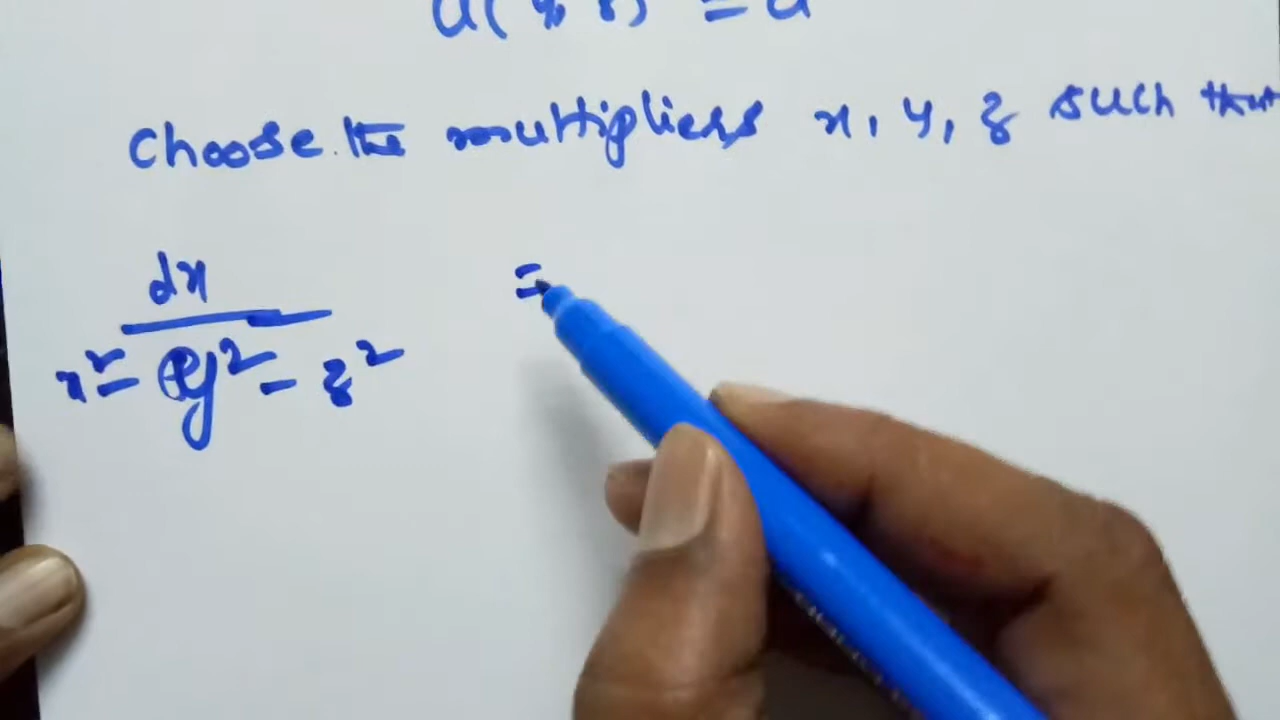 choose the multipliers x, y, z such that
dx =
x² - y² - z²